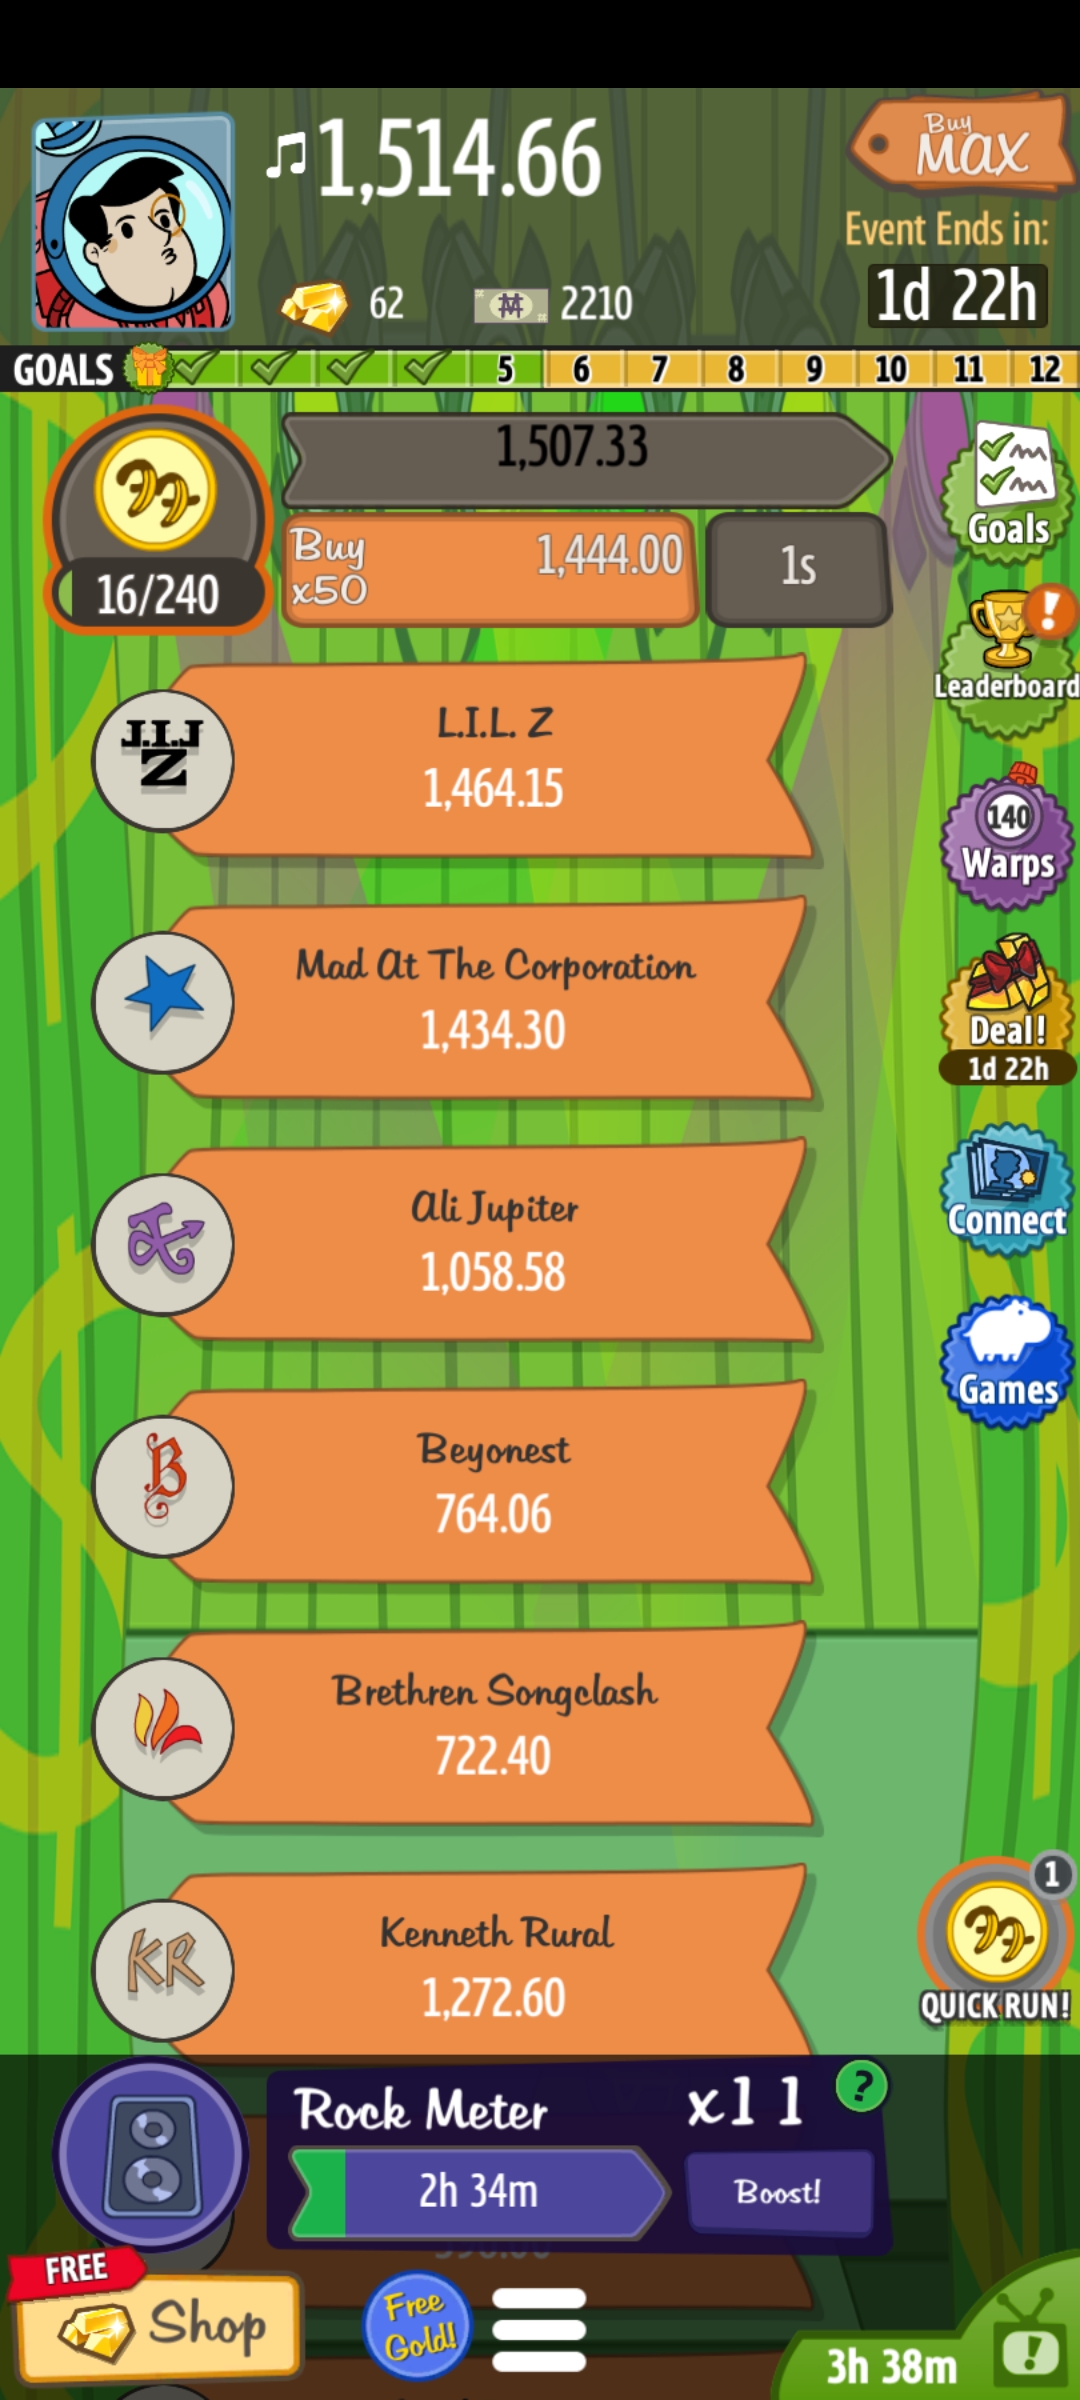 1,514.66
Buy
MAX
Event Ends in:
62
2210
1d 22h
GOALS
5 6 7 8 9 10 11 12
1,507.33
16/240
Buy
x50
1,444.00
1s
Goals
L.I.L. Z
1,464.15
Leaderboard
140
Warps
Mad At The Corporation
1,434.30
Deal!
1d 22h
Ali Jupiter
1,058.58
Connect
Games
B
Beyonest
764.06
Brethren Songclash
722.40
KR
Kenneth Rural
1,272.60
1
QUICK RUN!
Rock Meter
x11
?
2h 34m
Boost!
FREE
Shop
Free
Gold!
3h 38m